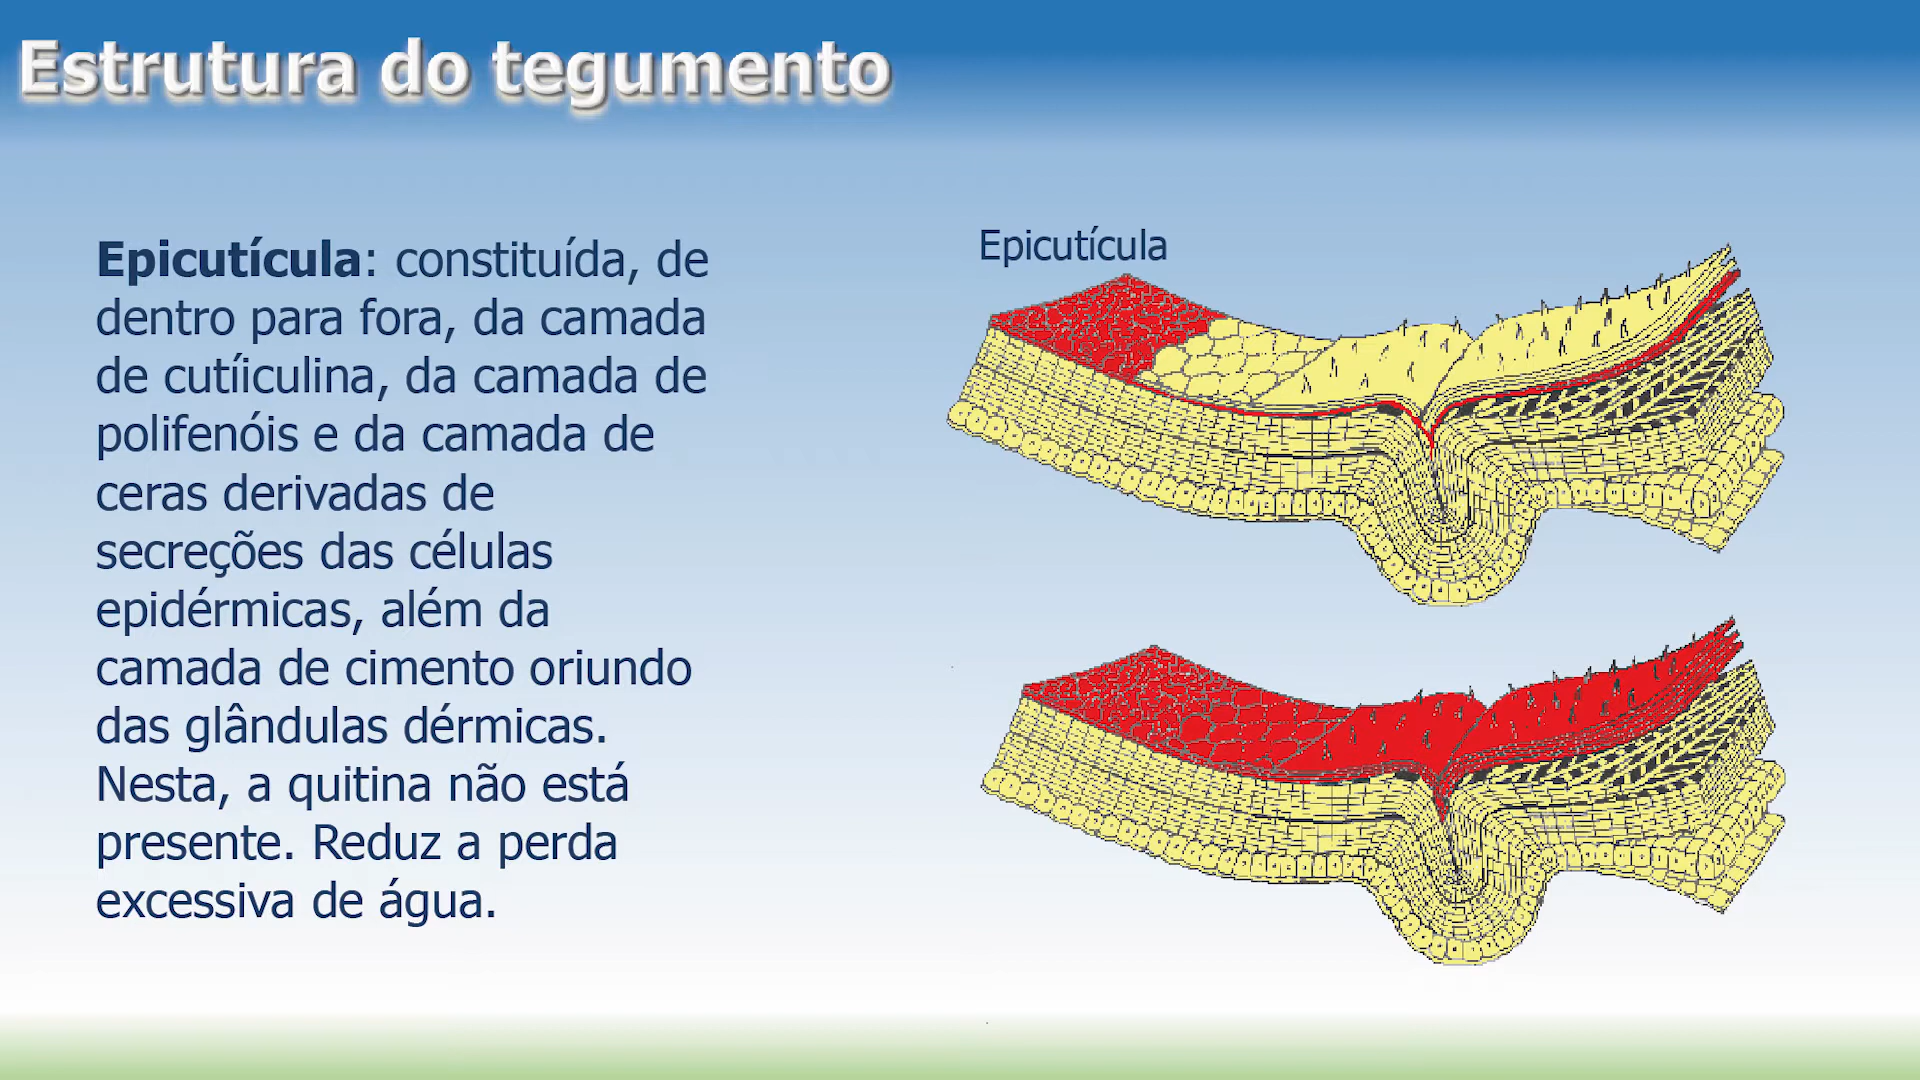 Estrutura do tegumento
Epicutícula: constituída, de
dentro para fora, da camada
de cutíiculina, da camada de
polifenóis e da camada de
ceras derivadas de
secreções das células
epidérmicas, além da
camada de cimento oriundo
das glândulas dérmicas.
Nesta, a quitina não está
presente. Reduz a perda
excessiva de água.
Epicutícula